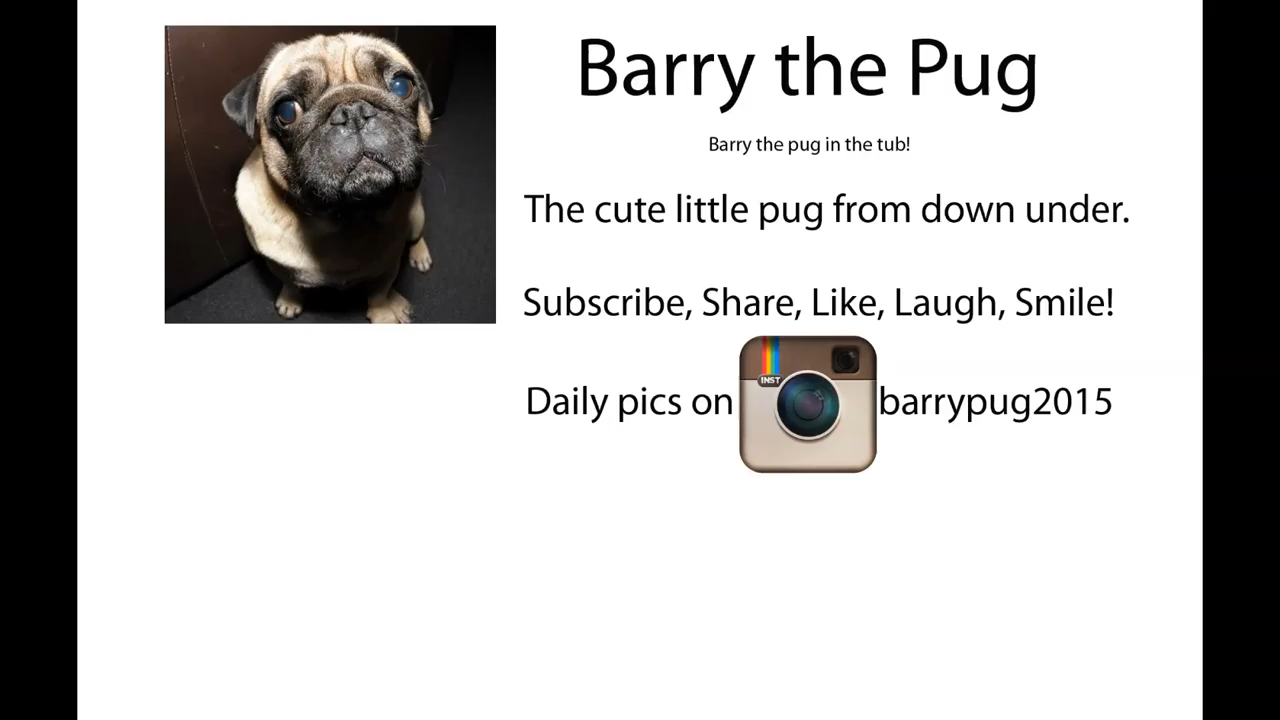 Barry the Pug
Barry the pug in the tub!
The cute little pug from down under.
Subscribe, Share, Like, Laugh, Smile!
Daily pics on INST barrypug2015